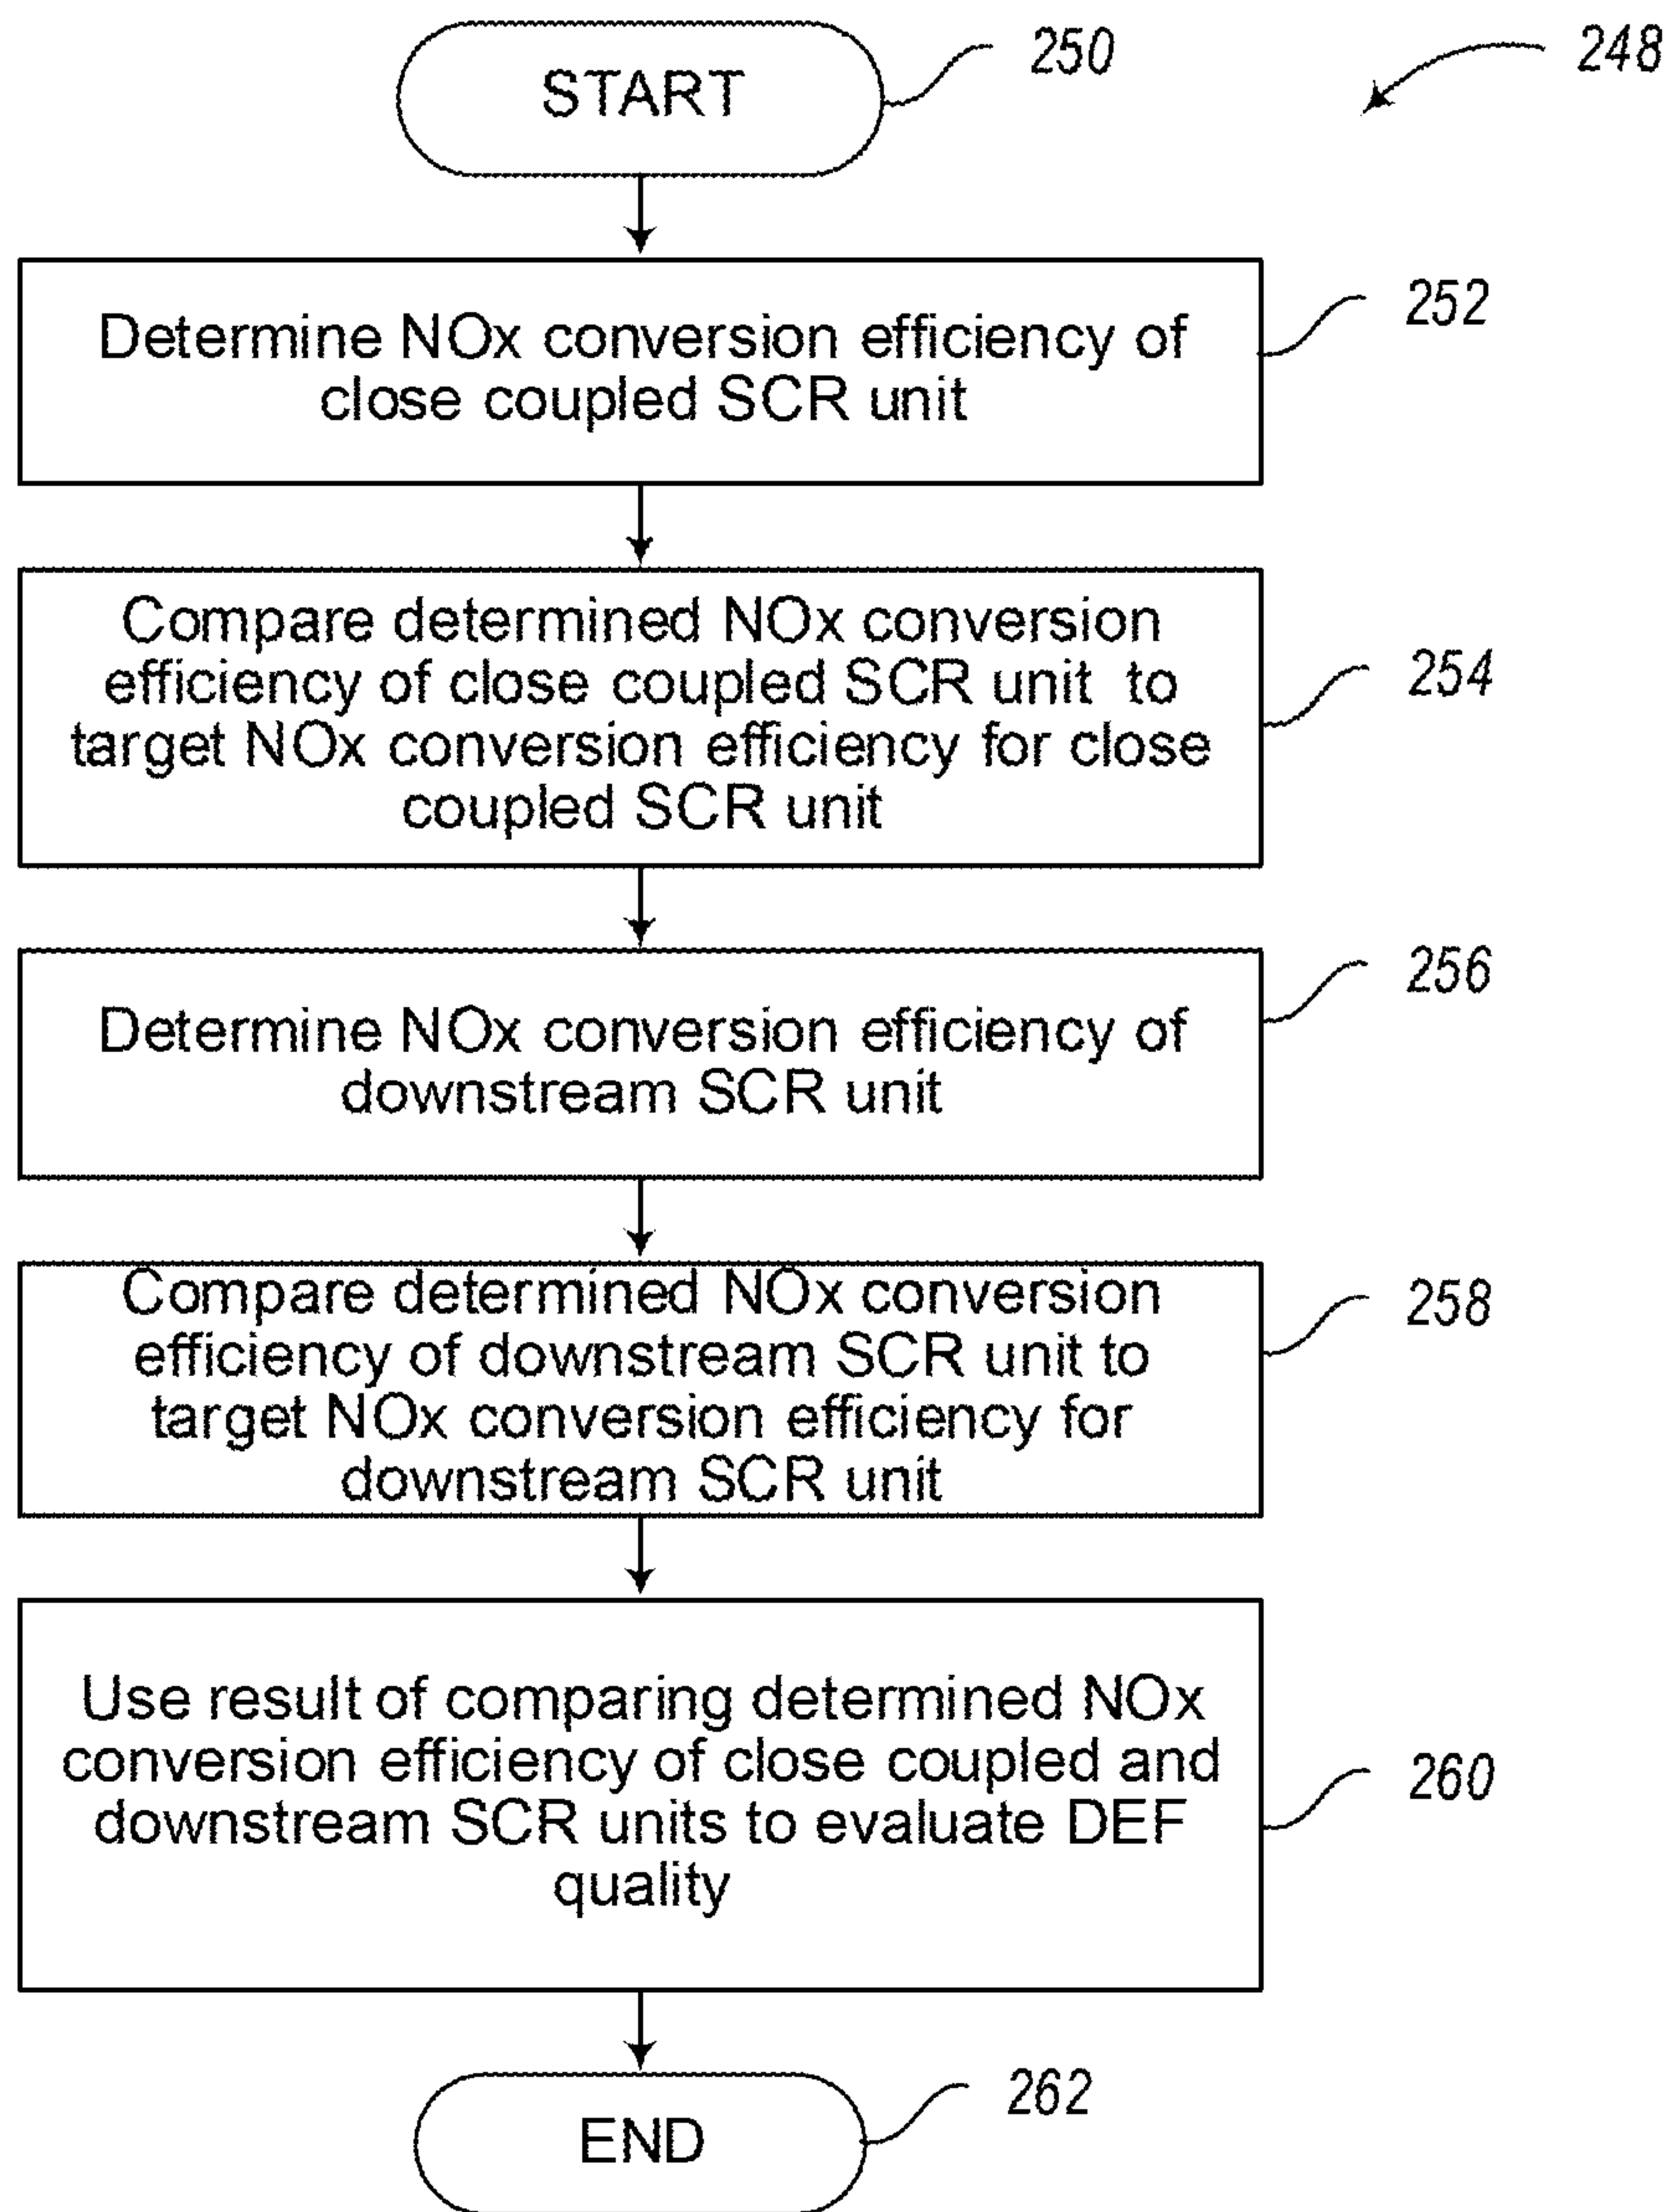 START
250
248
Determine NOx conversion efficiency of
close coupled SCR unit
252
Compare determined NOx conversion
efficiency of close coupled SCR unit to
target NOx conversion efficiency for close
coupled SCR unit
254
Determine NOx conversion efficiency of
downstream SCR unit
256
Compare determined NOx conversion
efficiency of downstream SCR unit to
target NOx conversion efficiency for
downstream SCR unit
258
Use result of comparing determined NOx
conversion efficiency of close coupled and
downstream SCR units to evaluate DEF
quality
260
END
262